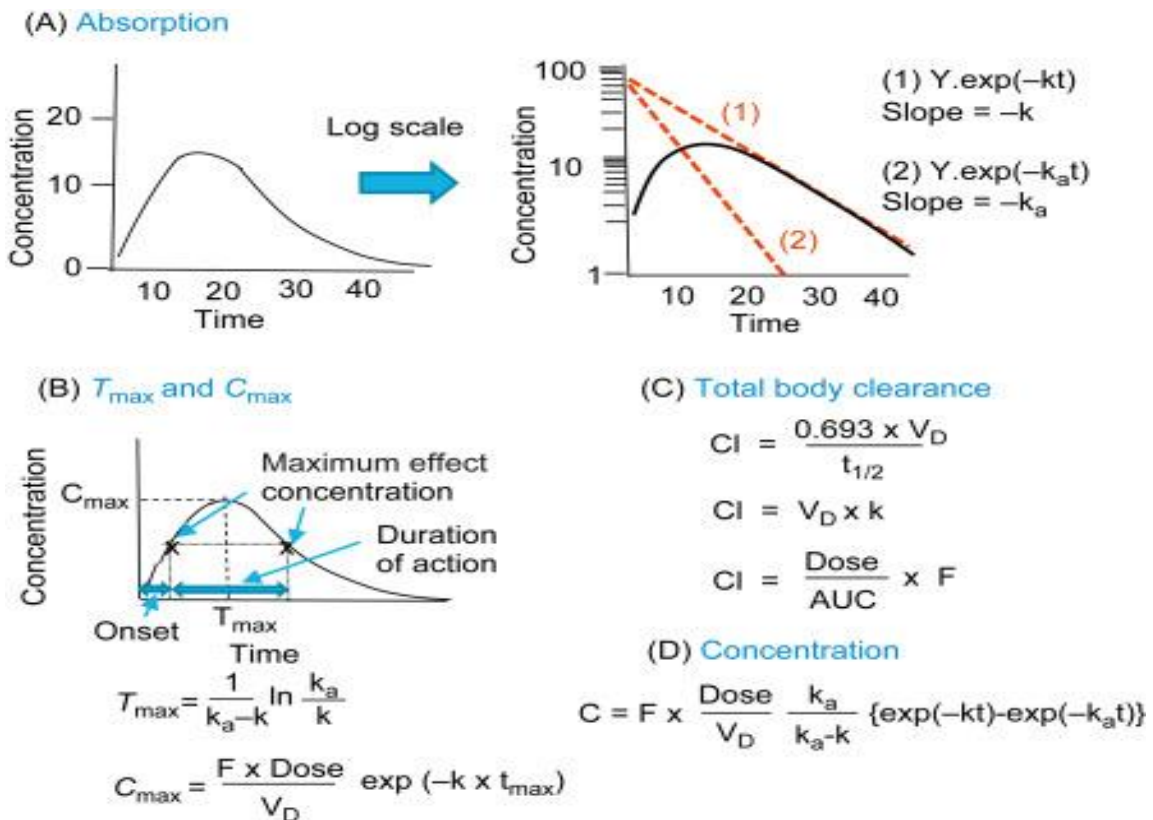 (A) Absorption
Concentration
20
10
0
10 20 30 40
Time
Log scale
Concentration
100
10
1
10 20 30 40
Time
(1)
(2)
(1) Y.exp(–kt)
Slope = –k
(2) Y.exp(–kₐt)
Slope = –kₐ
(B) Tmax and Cmax
Concentration
Cmax
Maximum effect
concentration
Duration
of action
Onset
Tmax
Time
Tmax = 1/(kₐ–k) ln kₐ/k
Cmax = (F x Dose)/VD exp (–k x tmax)
(C) Total body clearance
Cl = (0.693 x VD)/t1/2
Cl = VD x k
Cl = Dose/AUC x F
(D) Concentration
C = F x Dose/VD kₐ/(kₐ-k) {exp(–kt)-exp(–kₐt)}